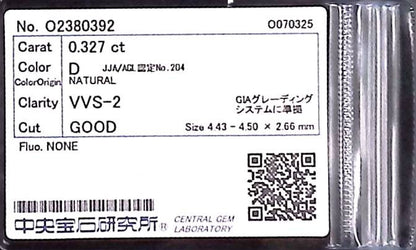 No. O2380392 O070325
Carat 0.327 ct
Color D JJA/AGL認定No.204
ColorOrigin NATURAL
Clarity VVS-2 GIAグレーディング
システムに準拠
Cut GOOD Size 4.43 - 4.50 × 2.66 mm
Fluo. NONE
中央宝石研究所® CENTRAL GEM
LABORATORY